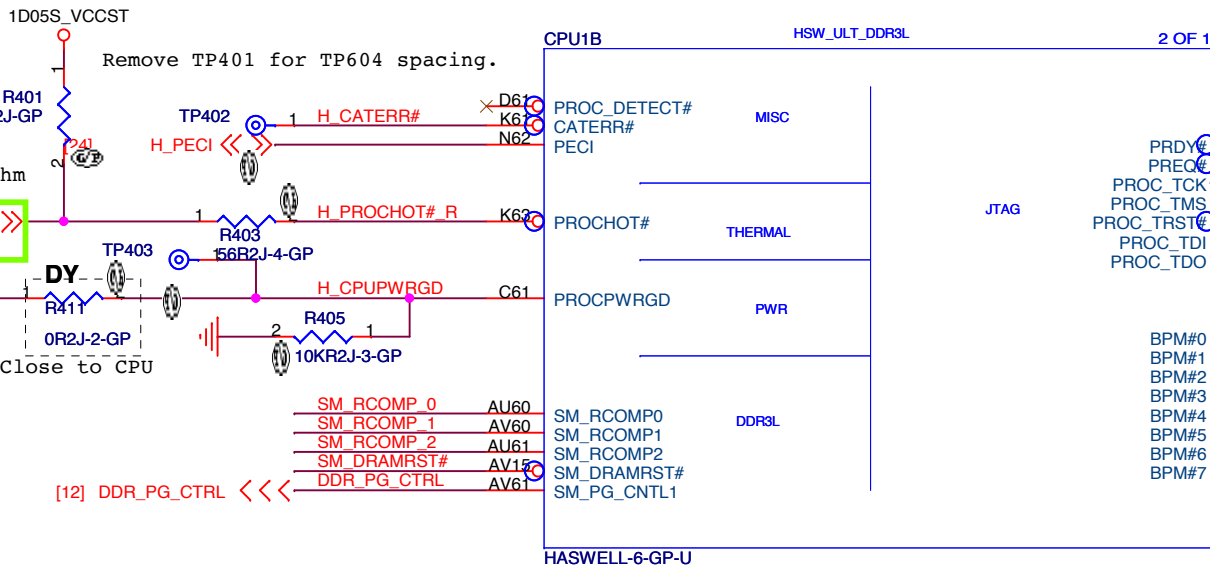 1D05S_VCCST
CPU1B
HSW_ULT_DDR3L
2 OF 1
Remove TP401 for TP604 spacing.
1
R401
2J-GP
2
[24]
G/P
hm
TP402
1
H_CATERR#
H_PECI
D61
K61
N62
PROC_DETECT#
CATERR#
PECI
MISC
PRDY#
PREQ#
PROC_TCK
PROC_TMS
PROC_TRST#
PROC_TDI
PROC_TDO
JTAG
1
R403
56R2J-4-GP
H_PROCHOT#_R
K63
PROCHOT#
THERMAL
TP403
1
DY
1
R411
0R2J-2-GP
Close to CPU
H_CPUPWRGD
C61
PROCPWRGD
PWR
2
R405
1
10KR2J-3-GP
BPM#0
BPM#1
BPM#2
BPM#3
BPM#4
BPM#5
BPM#6
BPM#7
SM_RCOMP_0
AU60
SM_RCOMP0
SM_RCOMP_1
AV60
SM_RCOMP1
SM_RCOMP_2
AU61
SM_RCOMP2
SM_DRAMRST#
AV15
SM_DRAMRST#
[12] DDR_PG_CTRL
DDR_PG_CTRL
AV61
SM_PG_CNTL1
DDR3L
HASWELL-6-GP-U